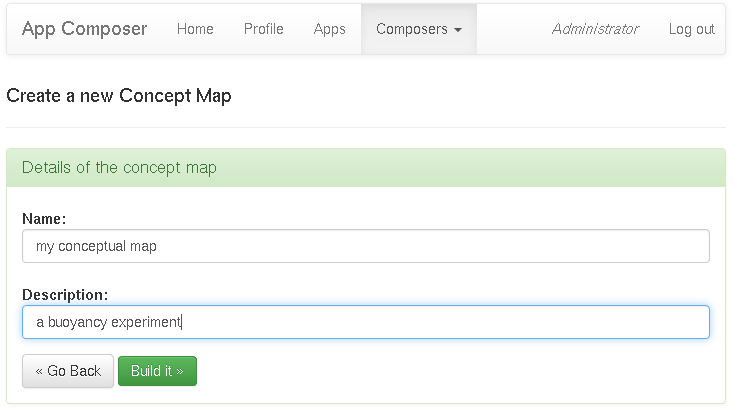 App Composer Home Profile Apps Composers Administrator Log out
Create a new Concept Map
Details of the concept map
Name:
my conceptual map
Description:
a buoyancy experiment
« Go Back Build it »